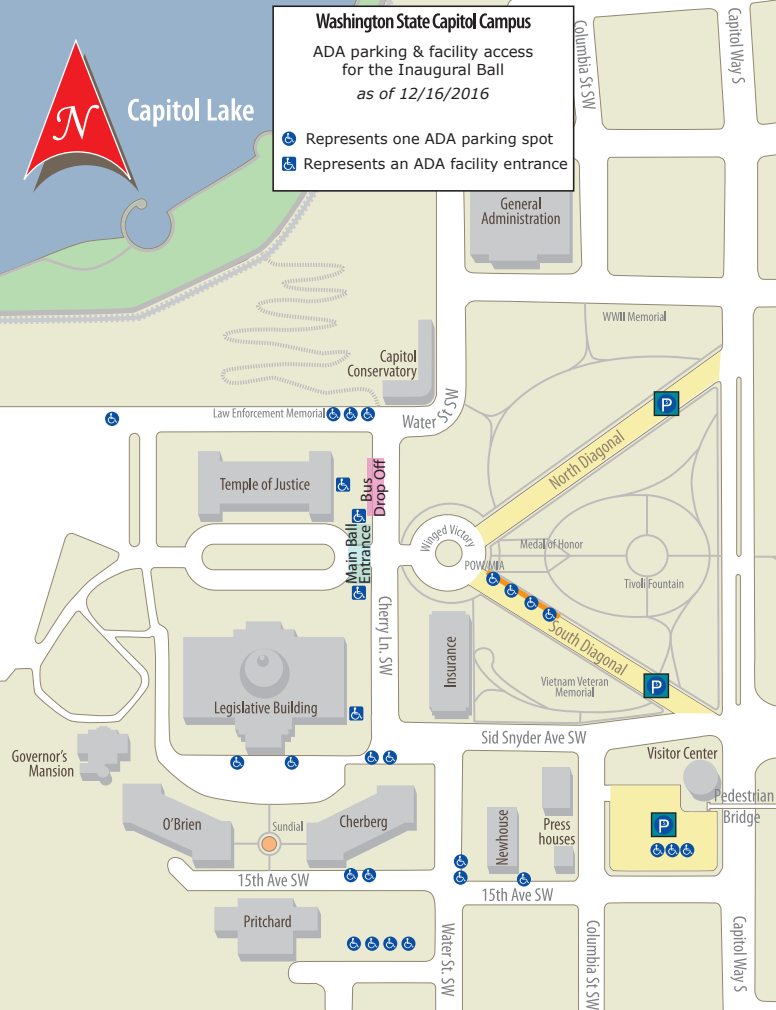 Washington State Capitol Campus
ADA parking & facility access
for the Inaugural Ball
as of 12/16/2016
Represents one ADA parking spot
Represents an ADA facility entrance
N
Capitol Lake
Columbia St SW
Capitol Way S
General
Administration
WWII Memorial
Capitol
Conservatory
Law Enforcement Memorial
Water St SW
P
North Diagonal
Temple of Justice
Bus
Drop Off
Main Ball
Entrance
Winged Victory
Medal of Honor
POW/MIA
Tivoli Fountain
Cherry Ln. SW
South Diagonal
Insurance
Vietnam Veteran
Memorial
P
Legislative Building
Sid Snyder Ave SW
Governor's
Mansion
Visitor Center
Pedestrian
Bridge
O'Brien
Sundial
Cherberg
Newhouse
Press
houses
P
15th Ave SW
15th Ave SW
Pritchard
Water St. SW
Columbia St SW
Capitol Way S